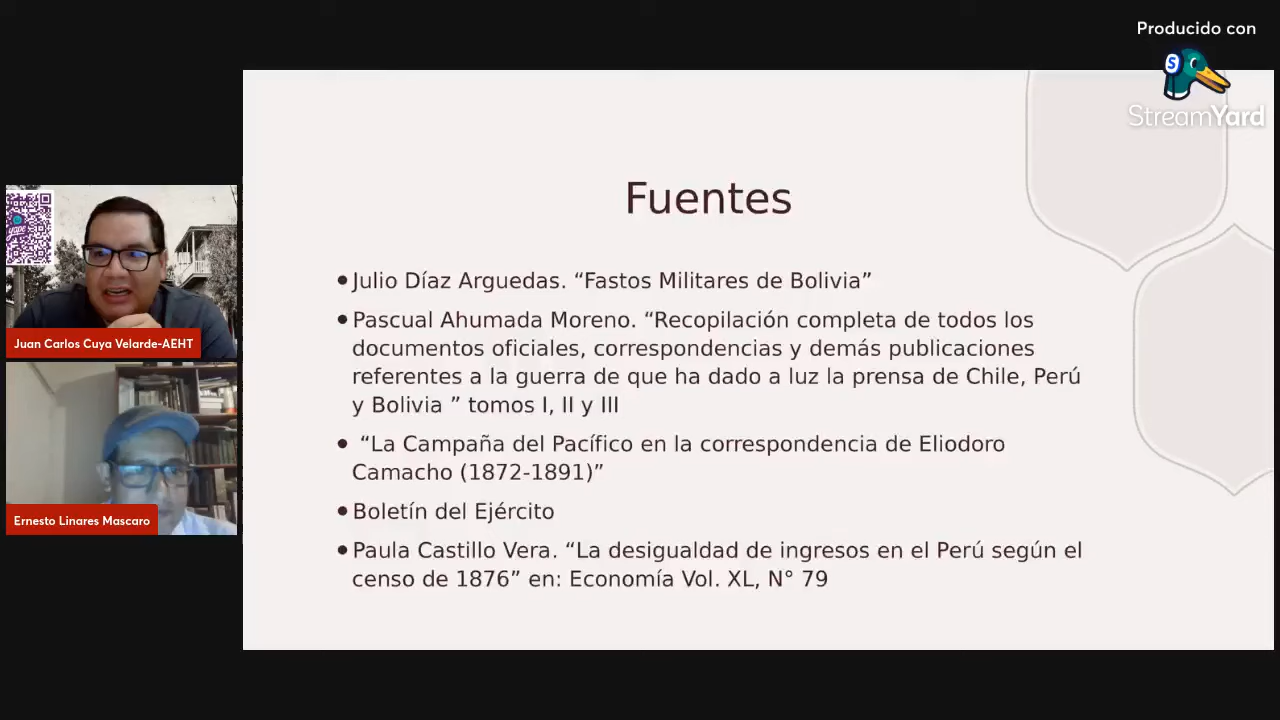 Producido con
StreamYard
Fuentes
●Julio Díaz Arguedas. “Fastos Militares de Bolivia”
●Pascual Ahumada Moreno. “Recopilación completa de todos los
documentos oficiales, correspondencias y demás publicaciones
referentes a la guerra de que ha dado a luz la prensa de Chile, Perú
y Bolivia ” tomos I, II y III
● “La Campaña del Pacífico en la correspondencia de Eliodoro
Camacho (1872-1891)”
●Boletín del Ejército
●Paula Castillo Vera. “La desigualdad de ingresos en el Perú según el
censo de 1876” en: Economía Vol. XL, N° 79
yape
Juan Carlos Cuya Velarde-AEHT
Ernesto Linares Mascaro